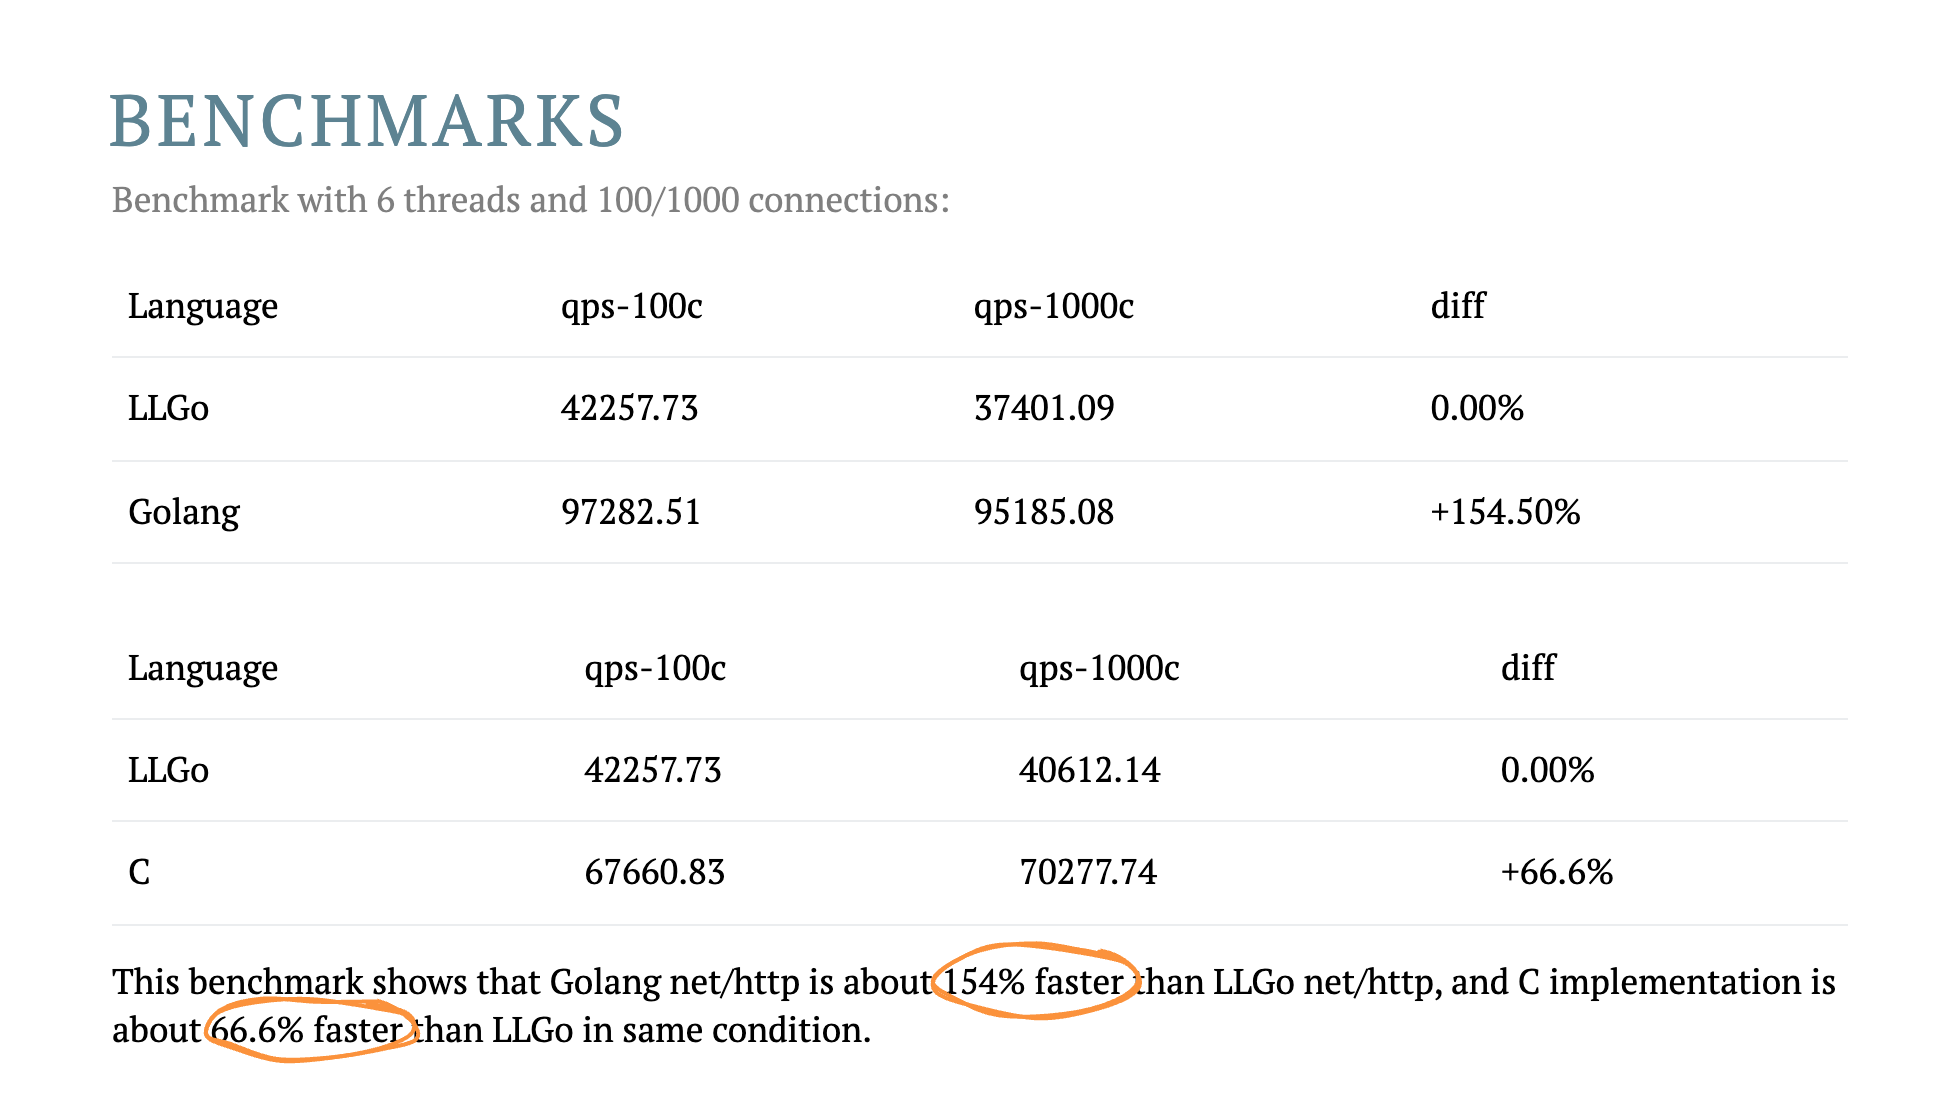 BENCHMARKS
Benchmark with 6 threads and 100/1000 connections:
Language qps-100c qps-1000c diff
LLGo 42257.73 37401.09 0.00%
Golang 97282.51 95185.08 +154.50%
Language qps-100c qps-1000c diff
LLGo 42257.73 40612.14 0.00%
C 67660.83 70277.74 +66.6%
This benchmark shows that Golang net/http is about 154% faster than LLGo net/http, and C implementation is
about 66.6% faster than LLGo in same condition.